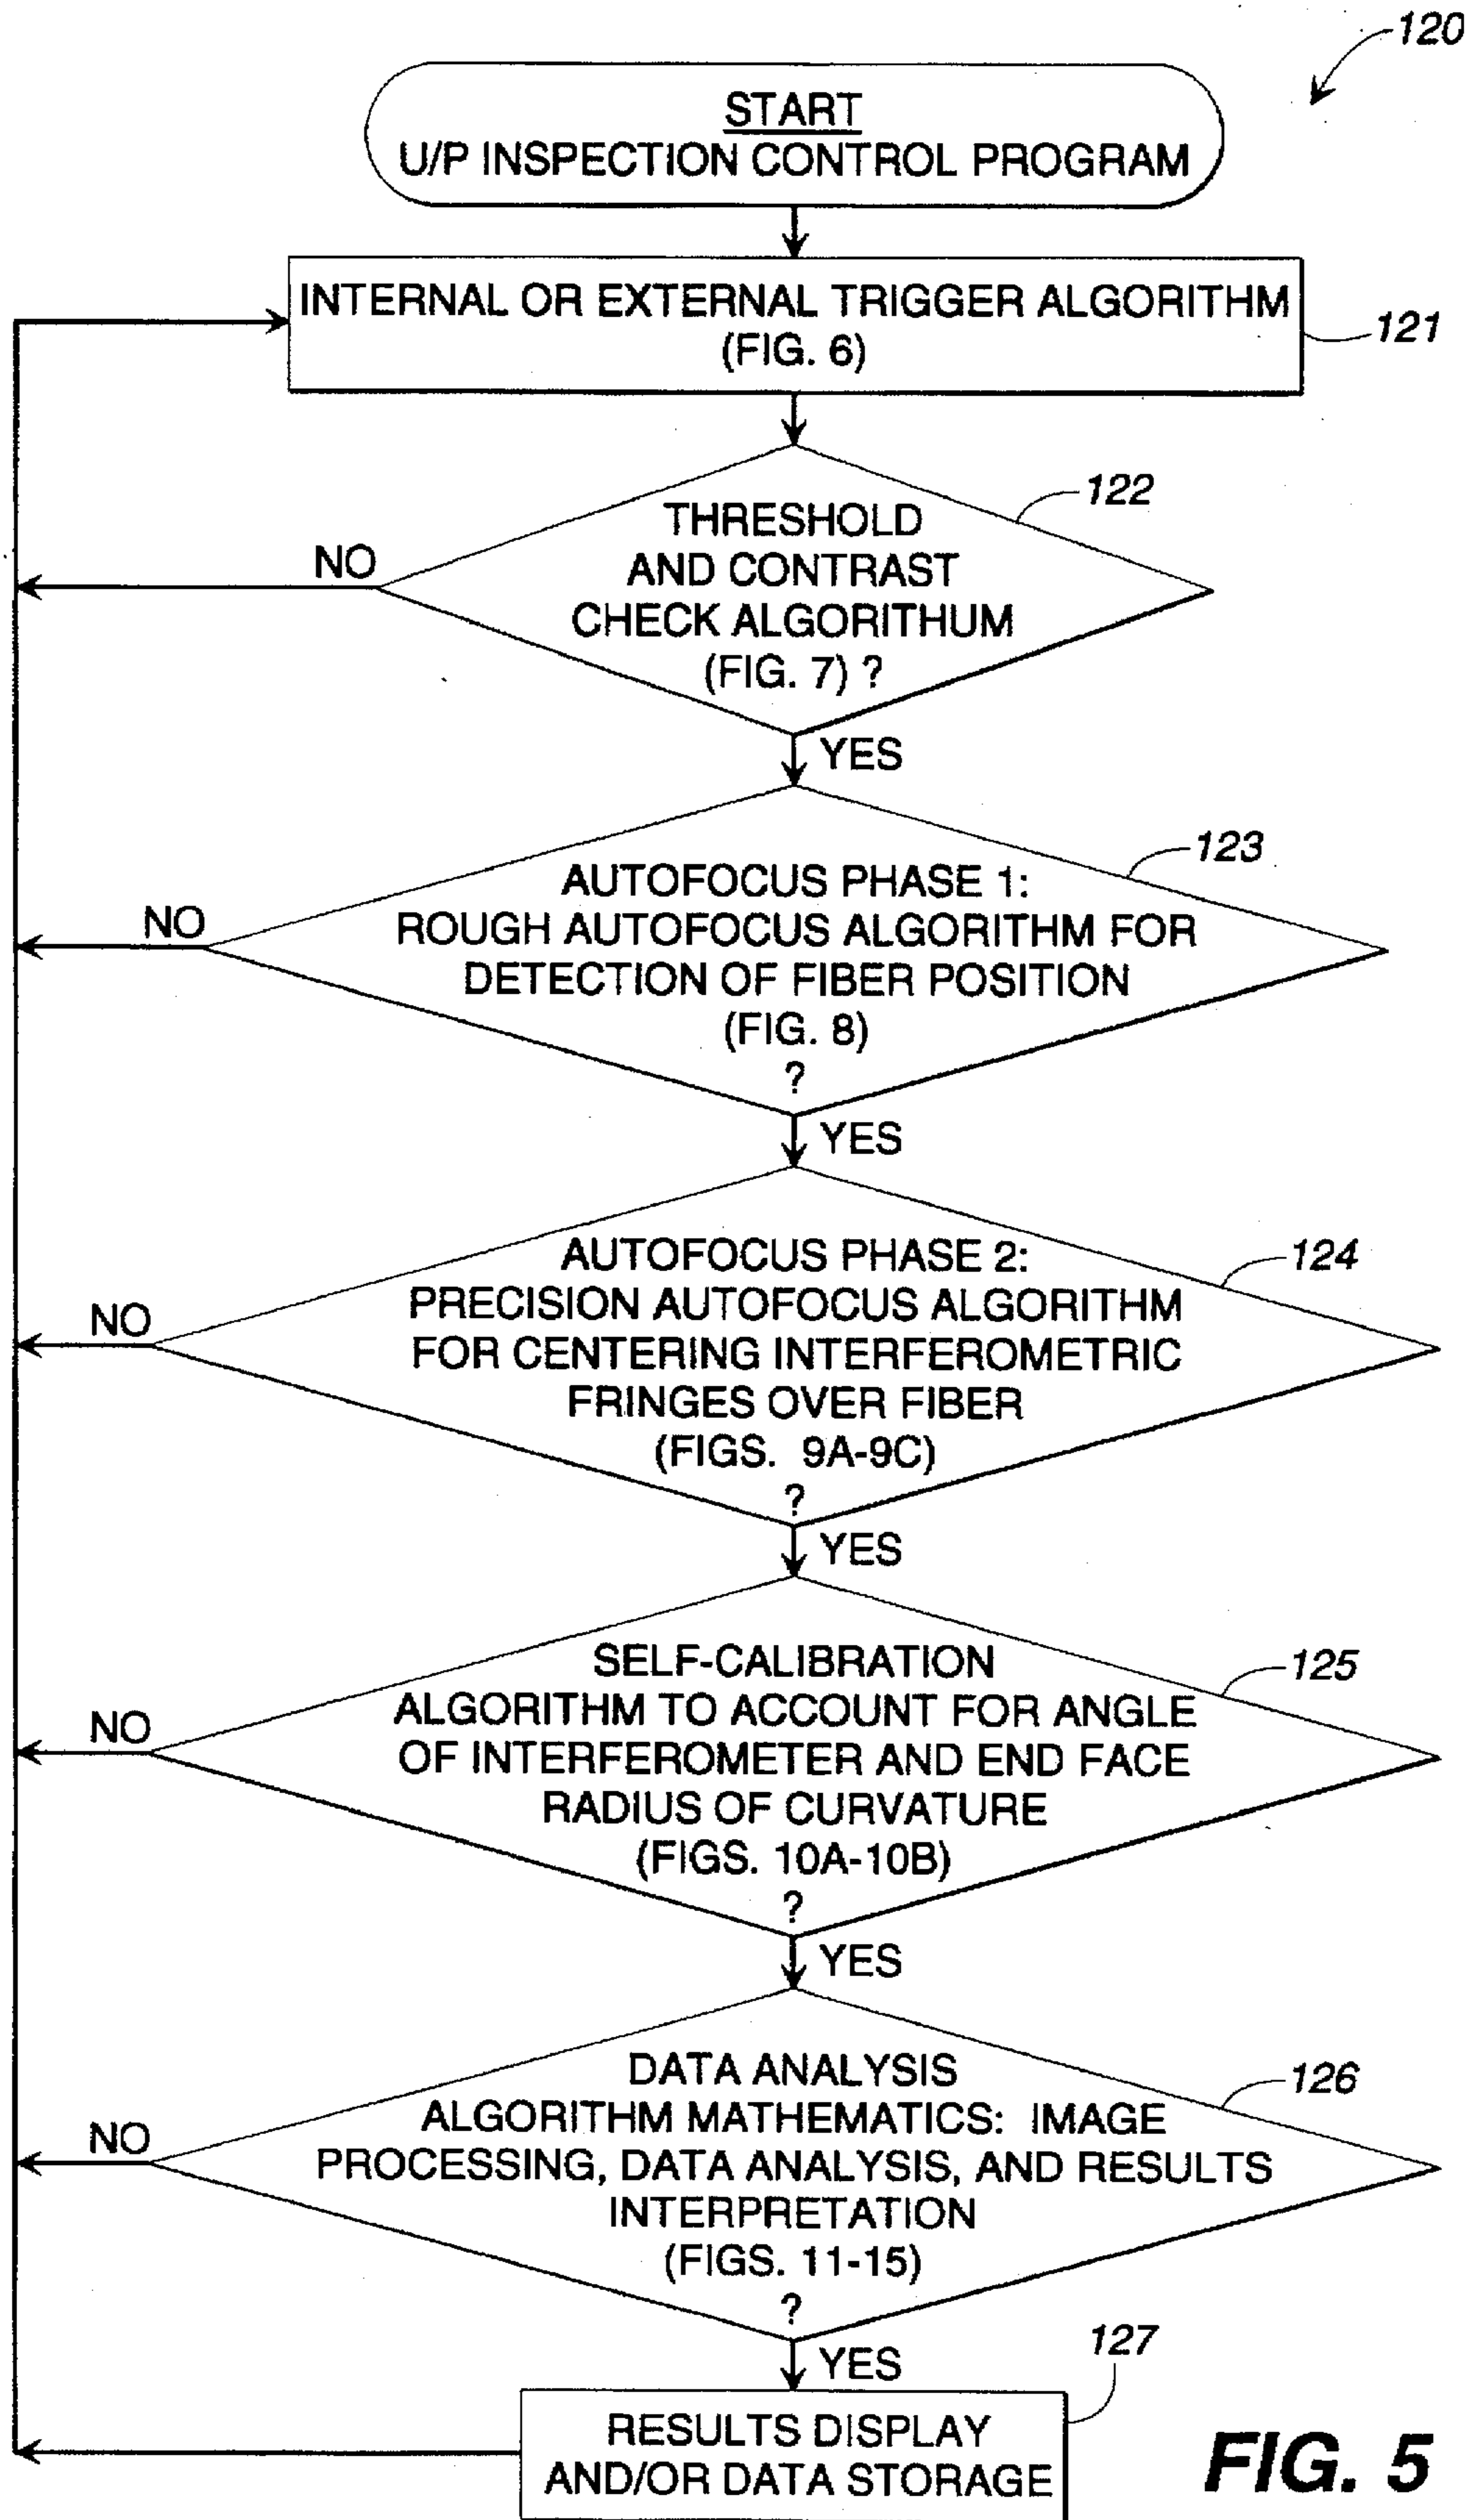 120
START
U/P INSPECTION CONTROL PROGRAM
INTERNAL OR EXTERNAL TRIGGER ALGORITHM
(FIG. 6)
121
122
THRESHOLD
AND CONTRAST
CHECK ALGORITHUM
(FIG. 7) ?
NO
YES
123
AUTOFOCUS PHASE 1:
ROUGH AUTOFOCUS ALGORITHM FOR
DETECTION OF FIBER POSITION
(FIG. 8)
?
NO
YES
124
AUTOFOCUS PHASE 2:
PRECISION AUTOFOCUS ALGORITHM
FOR CENTERING INTERFEROMETRIC
FRINGES OVER FIBER
(FIGS. 9A-9C)
?
NO
YES
125
SELF-CALIBRATION
ALGORITHM TO ACCOUNT FOR ANGLE
OF INTERFEROMETER AND END FACE
RADIUS OF CURVATURE
(FIGS. 10A-10B)
?
NO
YES
126
DATA ANALYSIS
ALGORITHM MATHEMATICS: IMAGE
PROCESSING, DATA ANALYSIS, AND RESULTS
INTERPRETATION
(FIGS. 11-15)
?
NO
YES
127
RESULTS DISPLAY
AND/OR DATA STORAGE
FIG. 5